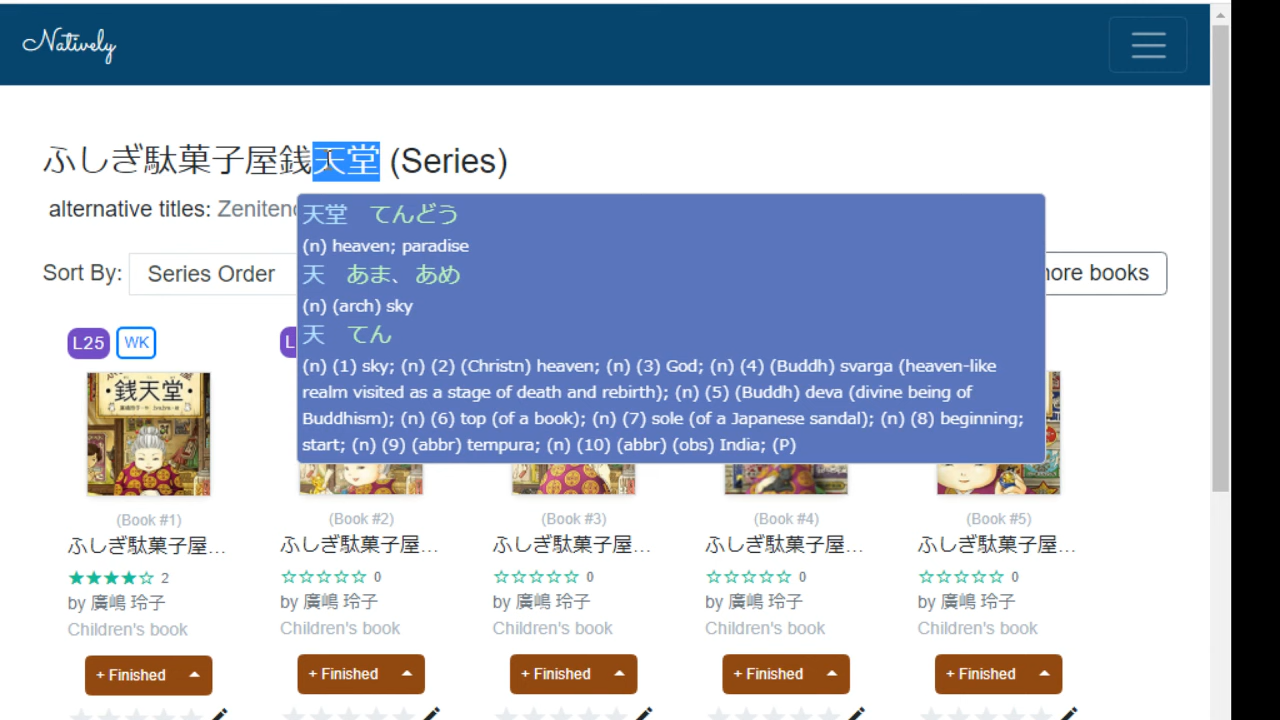 Natively
ふしぎ駄菓子屋銭天堂 (Series)
alternative titles: Zeniten
天堂 てんどう
(n) heaven; paradise
天 あま、あめ
(n) (arch) sky
天 てん
(n) (1) sky; (n) (2) (Christn) heaven; (n) (3) God; (n) (4) (Buddh) svarga (heaven-like
realm visited as a stage of death and rebirth); (n) (5) (Buddh) deva (divine being of
Buddhism); (n) (6) top (of a book); (n) (7) sole (of a Japanese sandal); (n) (8) beginning;
start; (n) (9) (abbr) tempura; (n) (10) (abbr) (obs) India; (P)
Sort By: Series Order
more books
L25 WK L
銭天堂
(Book #1) (Book #2) (Book #3) (Book #4) (Book #5)
ふしぎ駄菓子屋... ふしぎ駄菓子屋... ふしぎ駄菓子屋... ふしぎ駄菓子屋... ふしぎ駄菓子屋...
2 0 0 0 0
by 廣嶋 玲子 by 廣嶋 玲子 by 廣嶋 玲子 by 廣嶋 玲子 by 廣嶋 玲子
Children's book Children's book Children's book Children's book Children's book
+ Finished + Finished + Finished + Finished + Finished